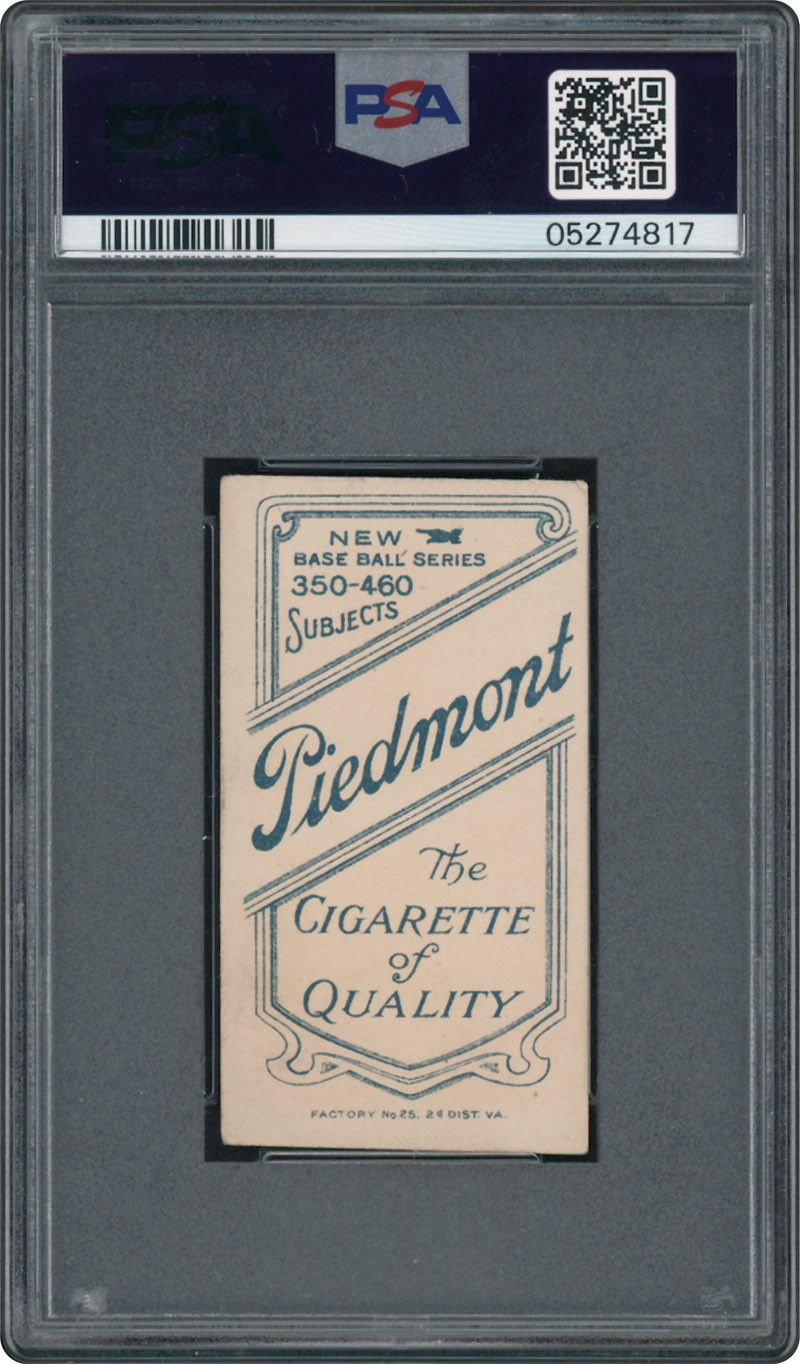 PSA
PSA
05274817
NEW
BASE BALL SERIES
350-460
SUBJECTS
Piedmont
The
CIGARETTE
of
QUALITY
FACTORY No 25. 2d DIST. VA.